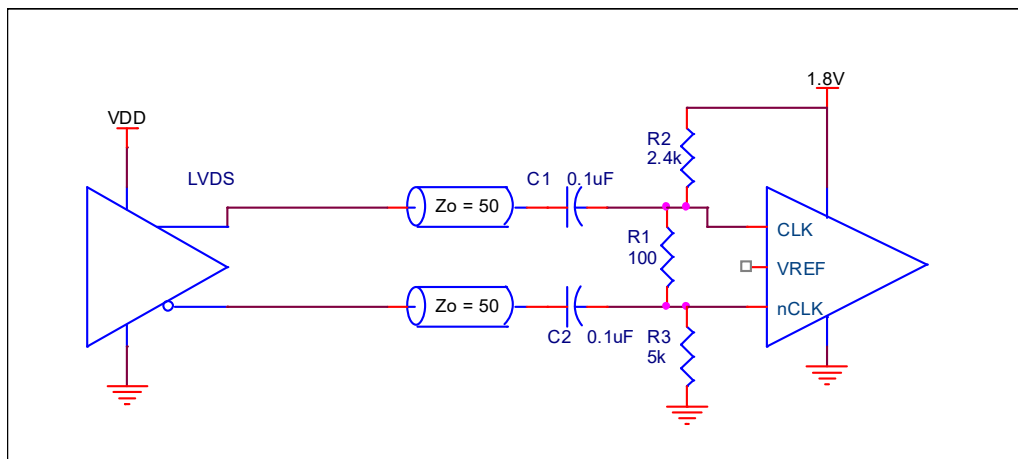 1.8V
VDD
R2
2.4k
LVDS
C1
0.1uF
Zo = 50
R1
100
CLK
VREF
Zo = 50
nCLK
C2
0.1uF
R3
5k